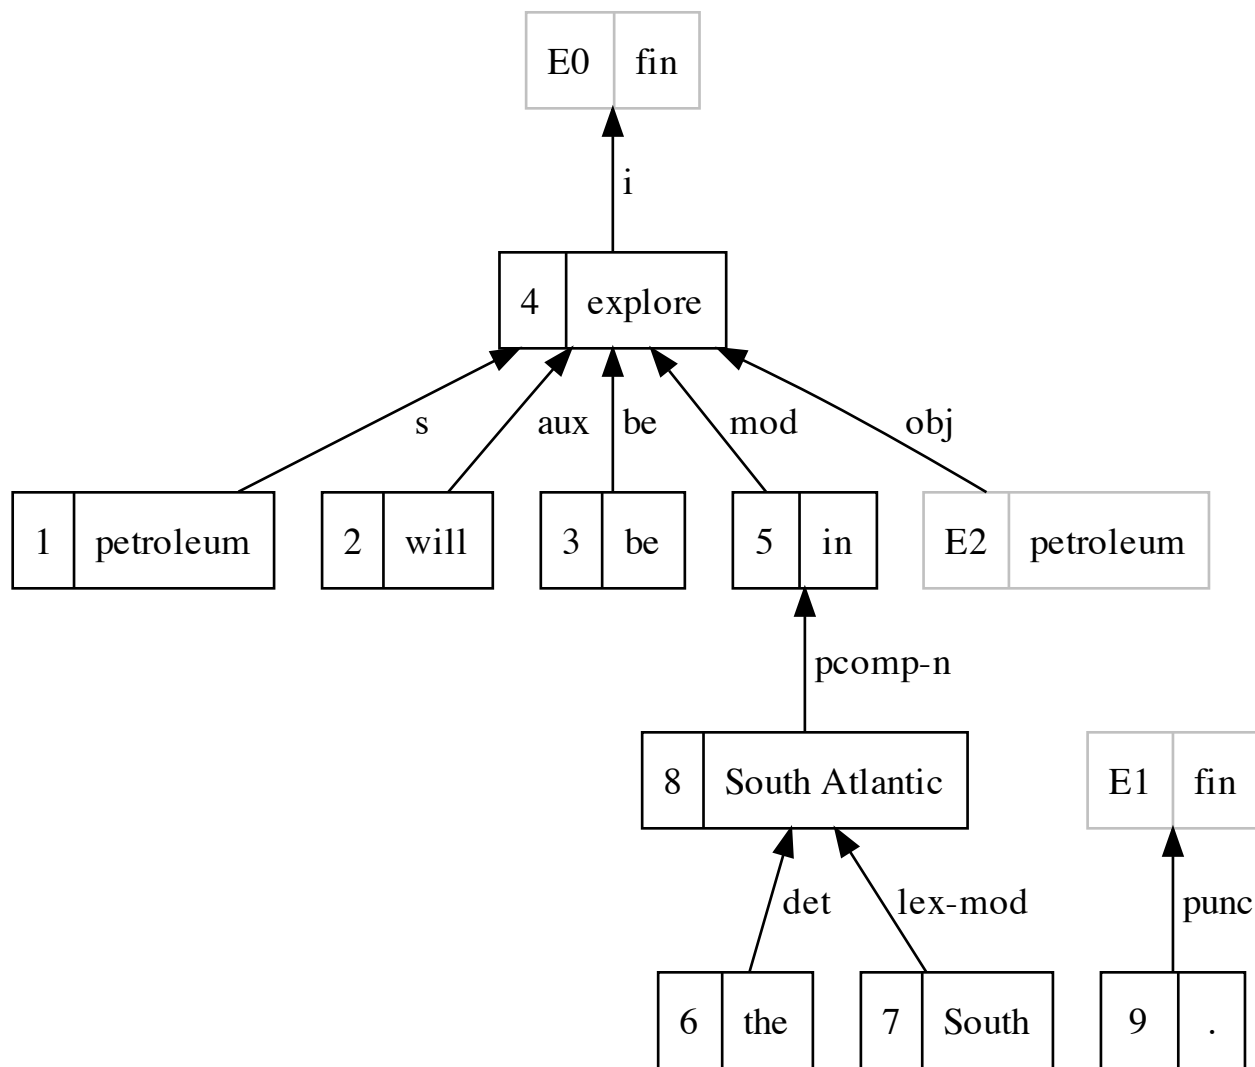 E0 fin
i
4 explore
s aux be mod obj
1 petroleum 2 will 3 be 5 in E2 petroleum
pcomp-n
8 South Atlantic E1 fin
det lex-mod punc
6 the 7 South 9 .